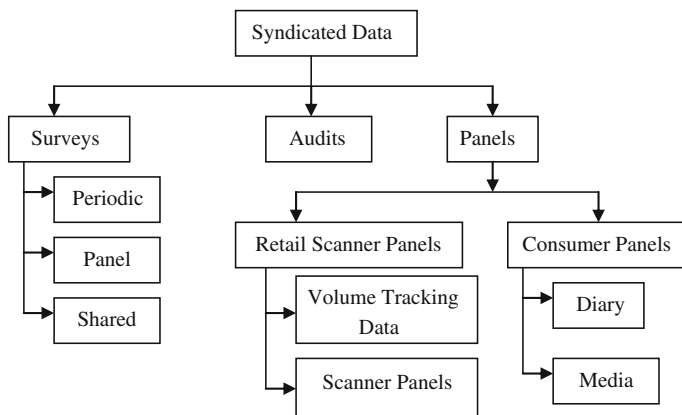 Syndicated Data
Surveys
Audits
Panels
Periodic
Panel
Shared
Retail Scanner Panels
Consumer Panels
Volume Tracking
Data
Scanner Panels
Diary
Media